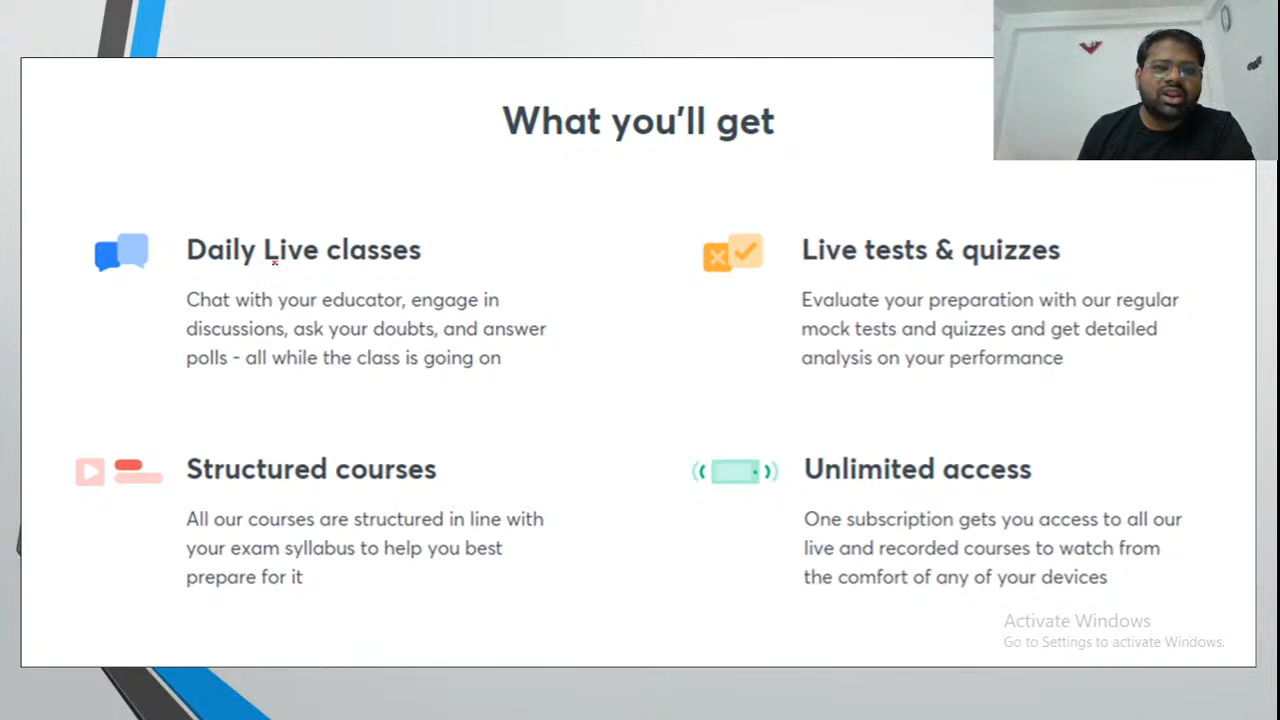 What you'll get
Daily Live classes
Chat with your educator, engage in
discussions, ask your doubts, and answer
polls - all while the class is going on
Live tests & quizzes
Evaluate your preparation with our regular
mock tests and quizzes and get detailed
analysis on your performance
Structured courses
All our courses are structured in line with
your exam syllabus to help you best
prepare for it
Unlimited access
One subscription gets you access to all our
live and recorded courses to watch from
the comfort of any of your devices
Activate Windows
Go to Settings to activate Windows.